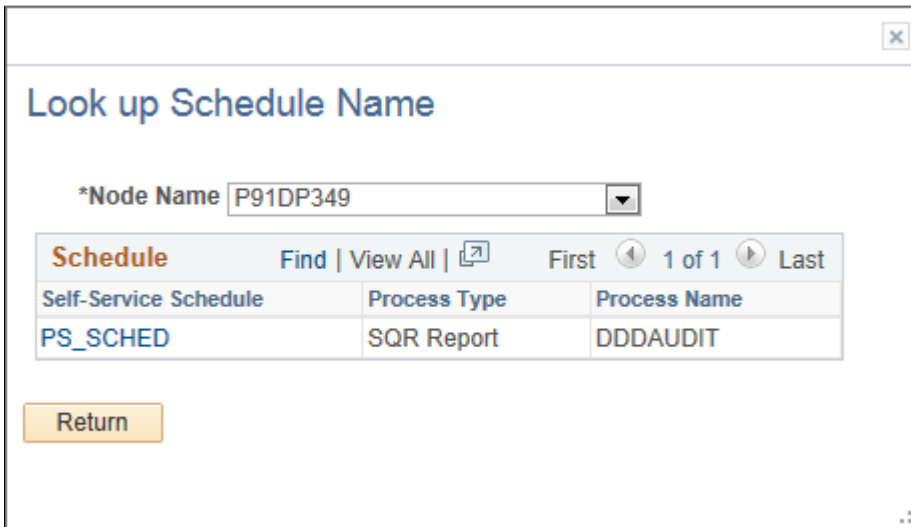 Look up Schedule Name
*Node Name P91DP349
Schedule Find | View All | First 1 of 1 Last
Self-Service Schedule Process Type Process Name
PS_SCHED SQR Report DDDAUDIT
Return